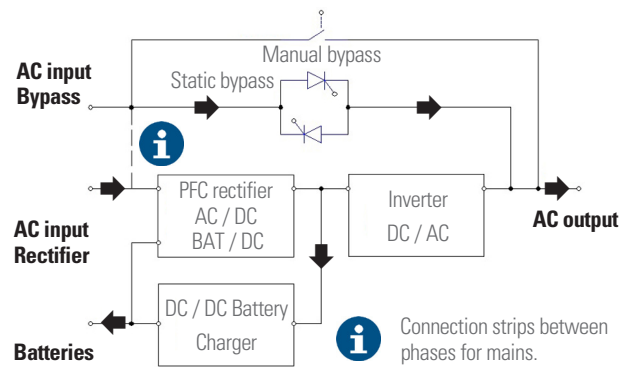 Manual bypass
AC input
Bypass
Static bypass
i
PFC rectifier
AC / DC
BAT / DC
Inverter
DC / AC
AC output
AC input
Rectifier
DC / DC Battery
Charger
Batteries
i
Connection strips between
phases for mains.